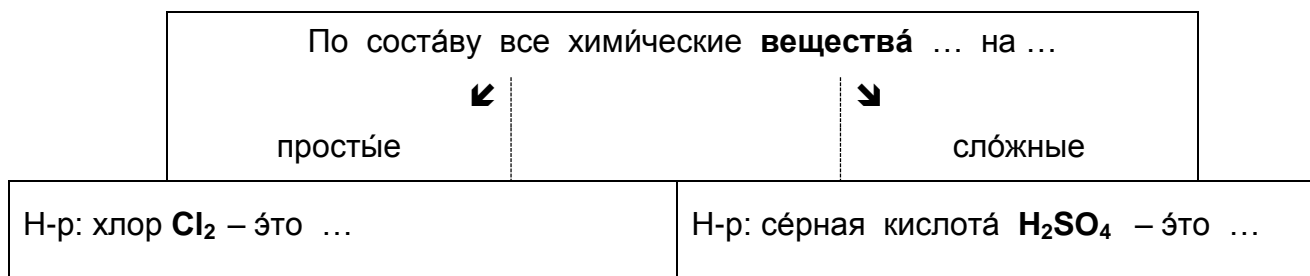 По соста́ву все хими́ческие вещества́ … на …
просты́е
сло́жные
Н-р: хлор Cl₂ – э́то …
Н-р: се́рная кислота́ H₂SO₄ – э́то …